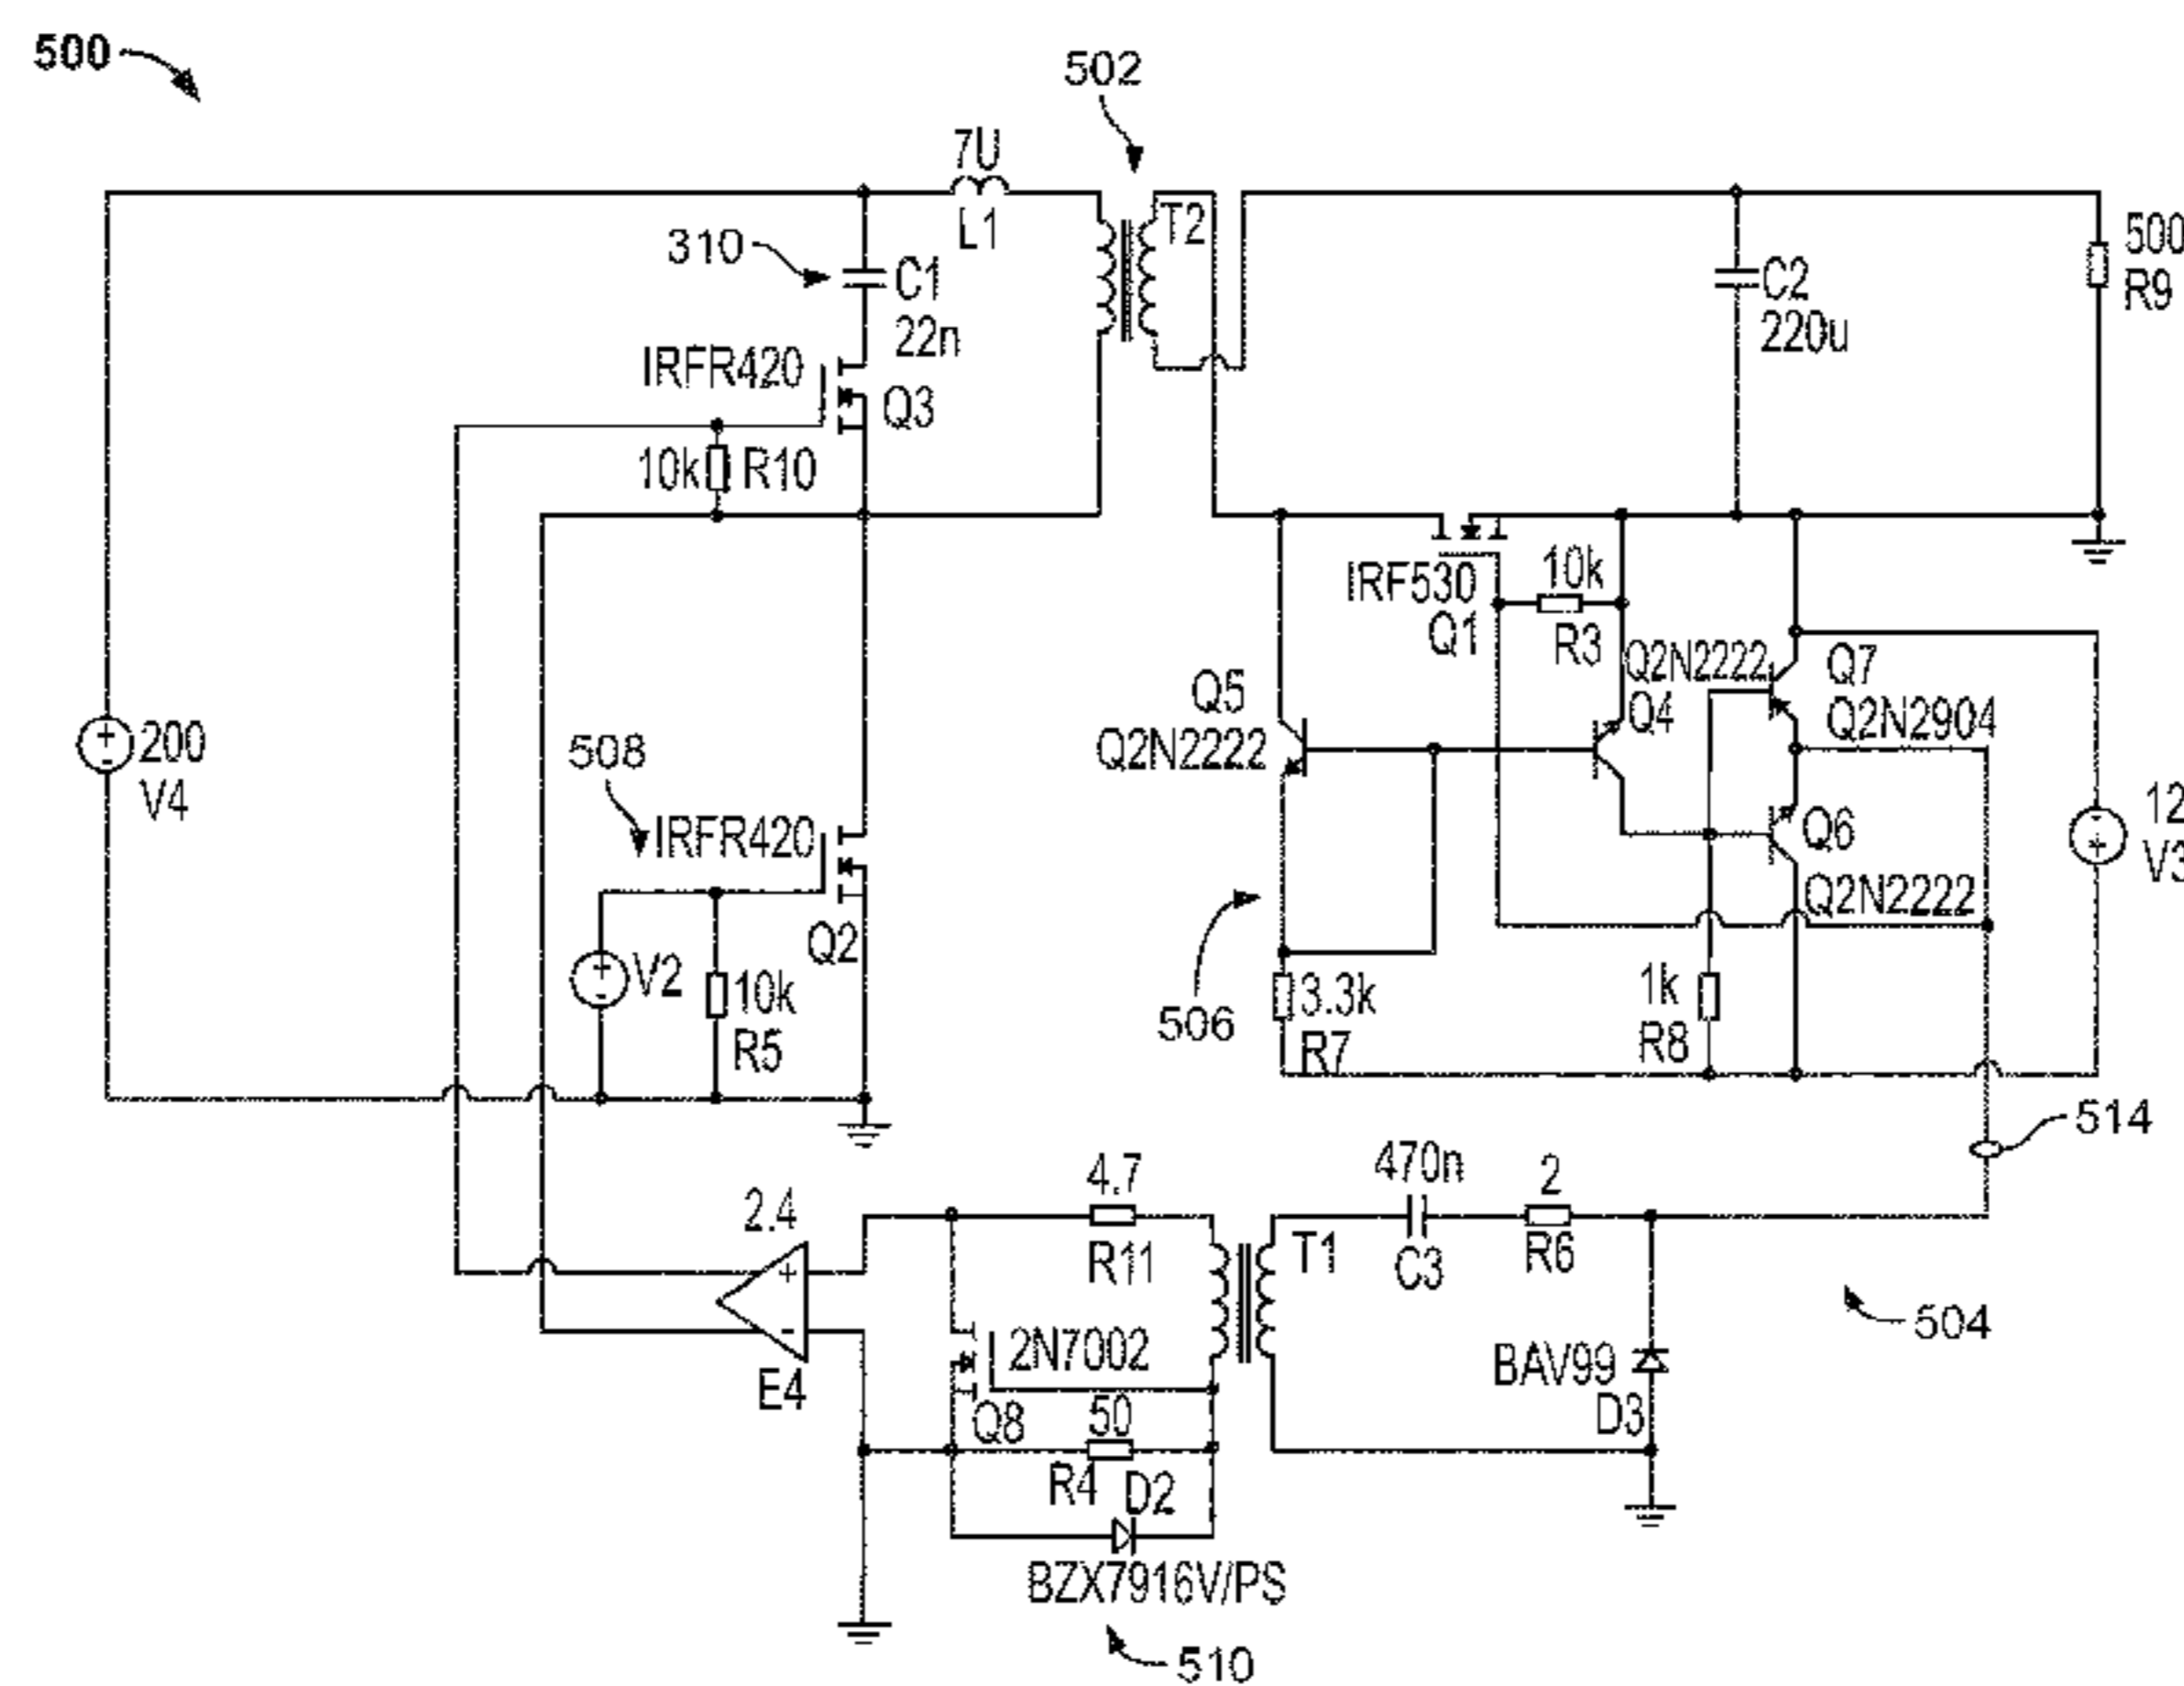 500
502
7U
L1
T2
310
C1
22n
C2
220u
500
R9
IRFR420
Q3
10k
R10
IRF530
Q1
10k
R3
Q2N2222
Q7
Q2N2904
Q5
Q2N2222
Q4
200
V4
508
IRFR420
Q2
Q6
Q2N2222
12
V3
V2
10k
R5
506
3.3k
R7
1k
R8
514
2.4
4.7
R11
T1
470n
C3
2
R6
504
+
-
E4
2N7002
Q8
50
R4
D2
BZX7916V/PS
BAV99
D3
510